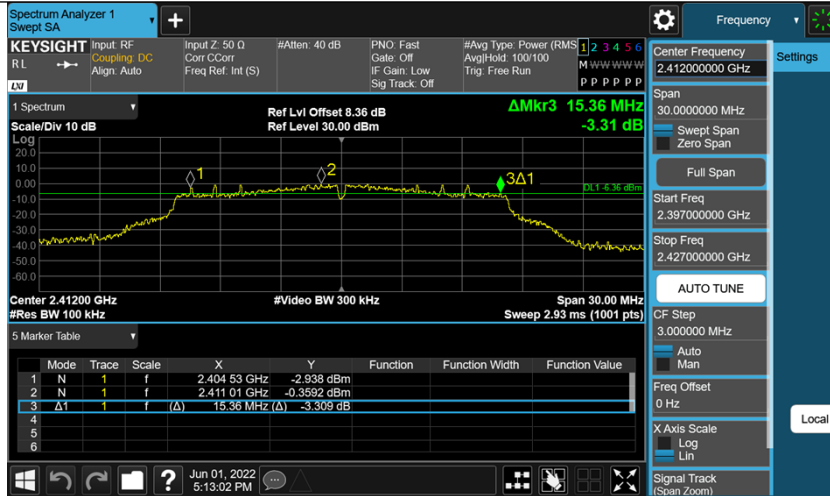 Spectrum Analyzer 1
Swept SA
Frequency
KEYSIGHT
RL
LXI
Input: RF
Coupling: DC
Align: Auto
Input Z: 50 Ω
Corr CCorr
Freq Ref: Int (S)
#Atten: 40 dB
PNO: Fast
Gate: Off
IF Gain: Low
Sig Track: Off
#Avg Type: Power (RMS
Avg|Hold: 100/100
Trig: Free Run
1 2 3 4 5 6
M W W W W W
P P P P P P
1 Spectrum
Scale/Div 10 dB
Ref Lvl Offset 8.36 dB
Ref Level 30.00 dBm
ΔMkr3 15.36 MHz
-3.31 dB
Log
20.0
10.0
0.00
-10.0
-20.0
-30.0
-40.0
-50.0
-60.0
1
2
3Δ1
DL1 -6.36 dBm
Center 2.41200 GHz
#Res BW 100 kHz
#Video BW 300 kHz
Span 30.00 MHz
Sweep 2.93 ms (1001 pts)
5 Marker Table
Mode Trace Scale X Y Function Function Width Function Value
1 N 1 f 2.404 53 GHz -2.938 dBm
2 N 1 f 2.411 01 GHz -0.3592 dBm
3 Δ1 1 f (Δ) 15.36 MHz (Δ) -3.309 dB
4
5
6
Jun 01, 2022
5:13:02 PM
Center Frequency
2.412000000 GHz
Settings
Span
30.0000000 MHz
Swept Span
Zero Span
Full Span
Start Freq
2.397000000 GHz
Stop Freq
2.427000000 GHz
AUTO TUNE
CF Step
3.000000 MHz
Auto
Man
Freq Offset
0 Hz
X Axis Scale
Log
Lin
Local
Signal Track
(Span Zoom)